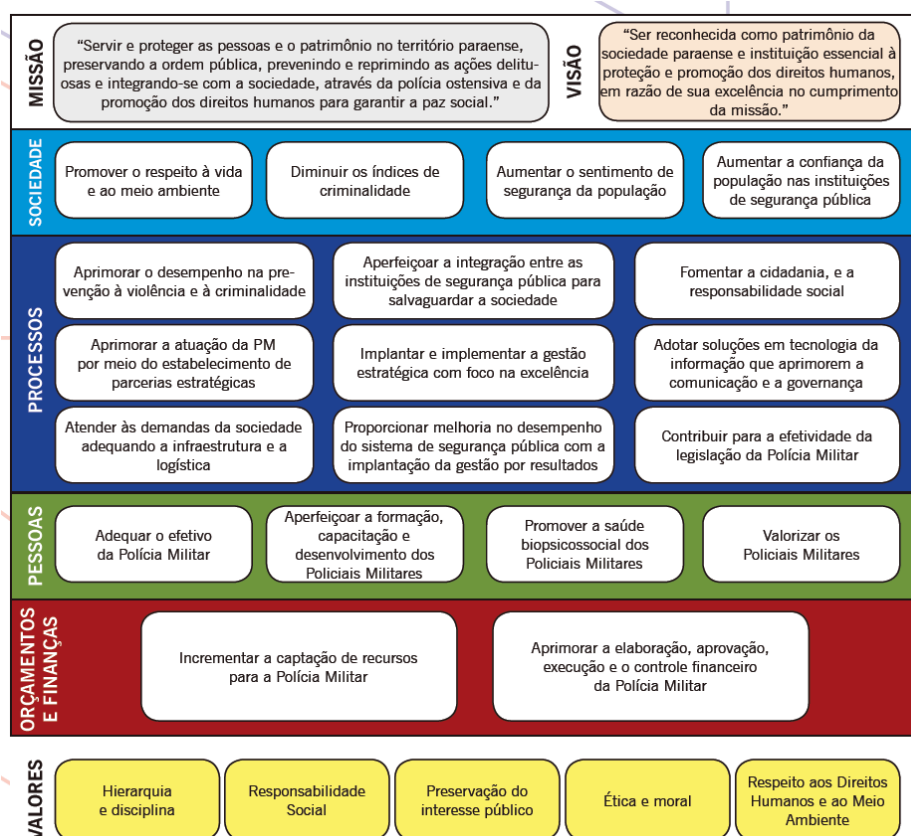 MISSÃO
“Servir e proteger as pessoas e o patrimônio no território paraense,
preservando a ordem pública, prevenindo e reprimindo as ações delitu-
osas e integrando-se com a sociedade, através da polícia ostensiva e da
promoção dos direitos humanos para garantir a paz social.”
VISÃO
“Ser reconhecida como patrimônio da
sociedade paraense e instituição essencial à
proteção e promoção dos direitos humanos,
em razão de sua excelência no cumprimento
da missão.”
SOCIEDADE
Promover o respeito à vida
e ao meio ambiente
Diminuir os índices de
criminalidade
Aumentar o sentimento de
segurança da população
Aumentar a confiança da
população nas instituições
de segurança pública
PROCESSOS
Aprimorar o desempenho na pre-
venção à violência e à criminalidade
Aperfeiçoar a integração entre as
instituições de segurança pública para
salvaguardar a sociedade
Fomentar a cidadania, e a
responsabilidade social
Aprimorar a atuação da PM
por meio do estabelecimento de
parcerias estratégicas
Implantar e implementar a gestão
estratégica com foco na excelência
Adotar soluções em tecnologia da
informação que aprimorem a
comunicação e a governança
Atender às demandas da sociedade
adequando a infraestrutura e a
logística
Proporcionar melhoria no desempenho
do sistema de segurança pública com a
implantação da gestão por resultados
Contribuir para a efetividade da
legislação da Polícia Militar
PESSOAS
Adequar o efetivo
da Polícia Militar
Aperfeiçoar a formação,
capacitação e
desenvolvimento dos
Policiais Militares
Promover a saúde
biopsicossocial dos
Policiais Militares
Valorizar os
Policiais Militares
ORÇAMENTOS
E FINANÇAS
Incrementar a captação de recursos
para a Polícia Militar
Aprimorar a elaboração, aprovação,
execução e o controle financeiro
da Polícia Militar
VALORES
Hierarquia
e disciplina
Responsabilidade
Social
Preservação do
interesse público
Ética e moral
Respeito aos Direitos
Humanos e ao Meio
Ambiente